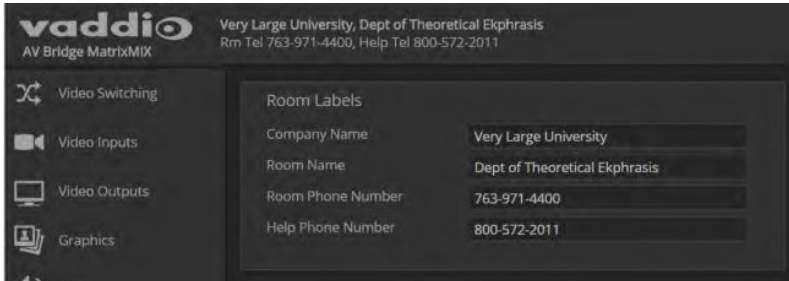 vaddio
AV Bridge MatrixMIX
Very Large University, Dept of Theoretical Ekphrasis
Rm Tel 763-971-4400, Help Tel 800-572-2011
Video Switching
Video Inputs
Video Outputs
Graphics
Room Labels
Company Name Very Large University
Room Name Dept of Theoretical Ekphrasis
Room Phone Number 763-971-4400
Help Phone Number 800-572-2011